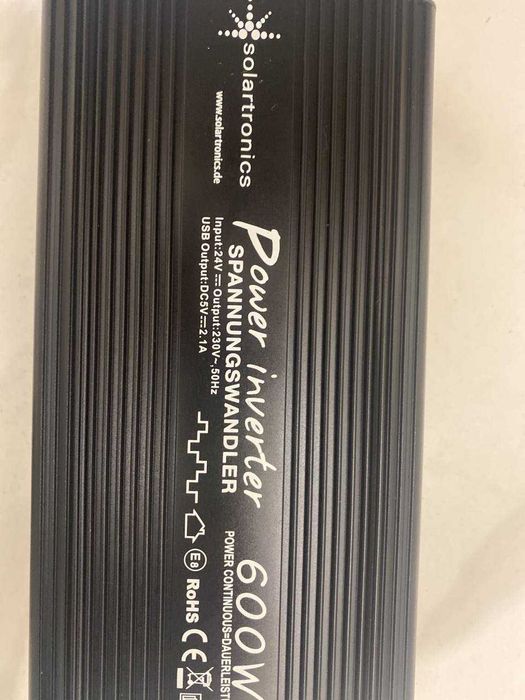 solartronics
www.solartronics.de
Power inverter 600W
SPANNUNGSWANDLER
POWER CONTINUOUS=DAUERLEIST
Input:24V⎓ Output:230V~,50Hz
USB Output:DC5V⎓2.1A
E8 RoHS CE